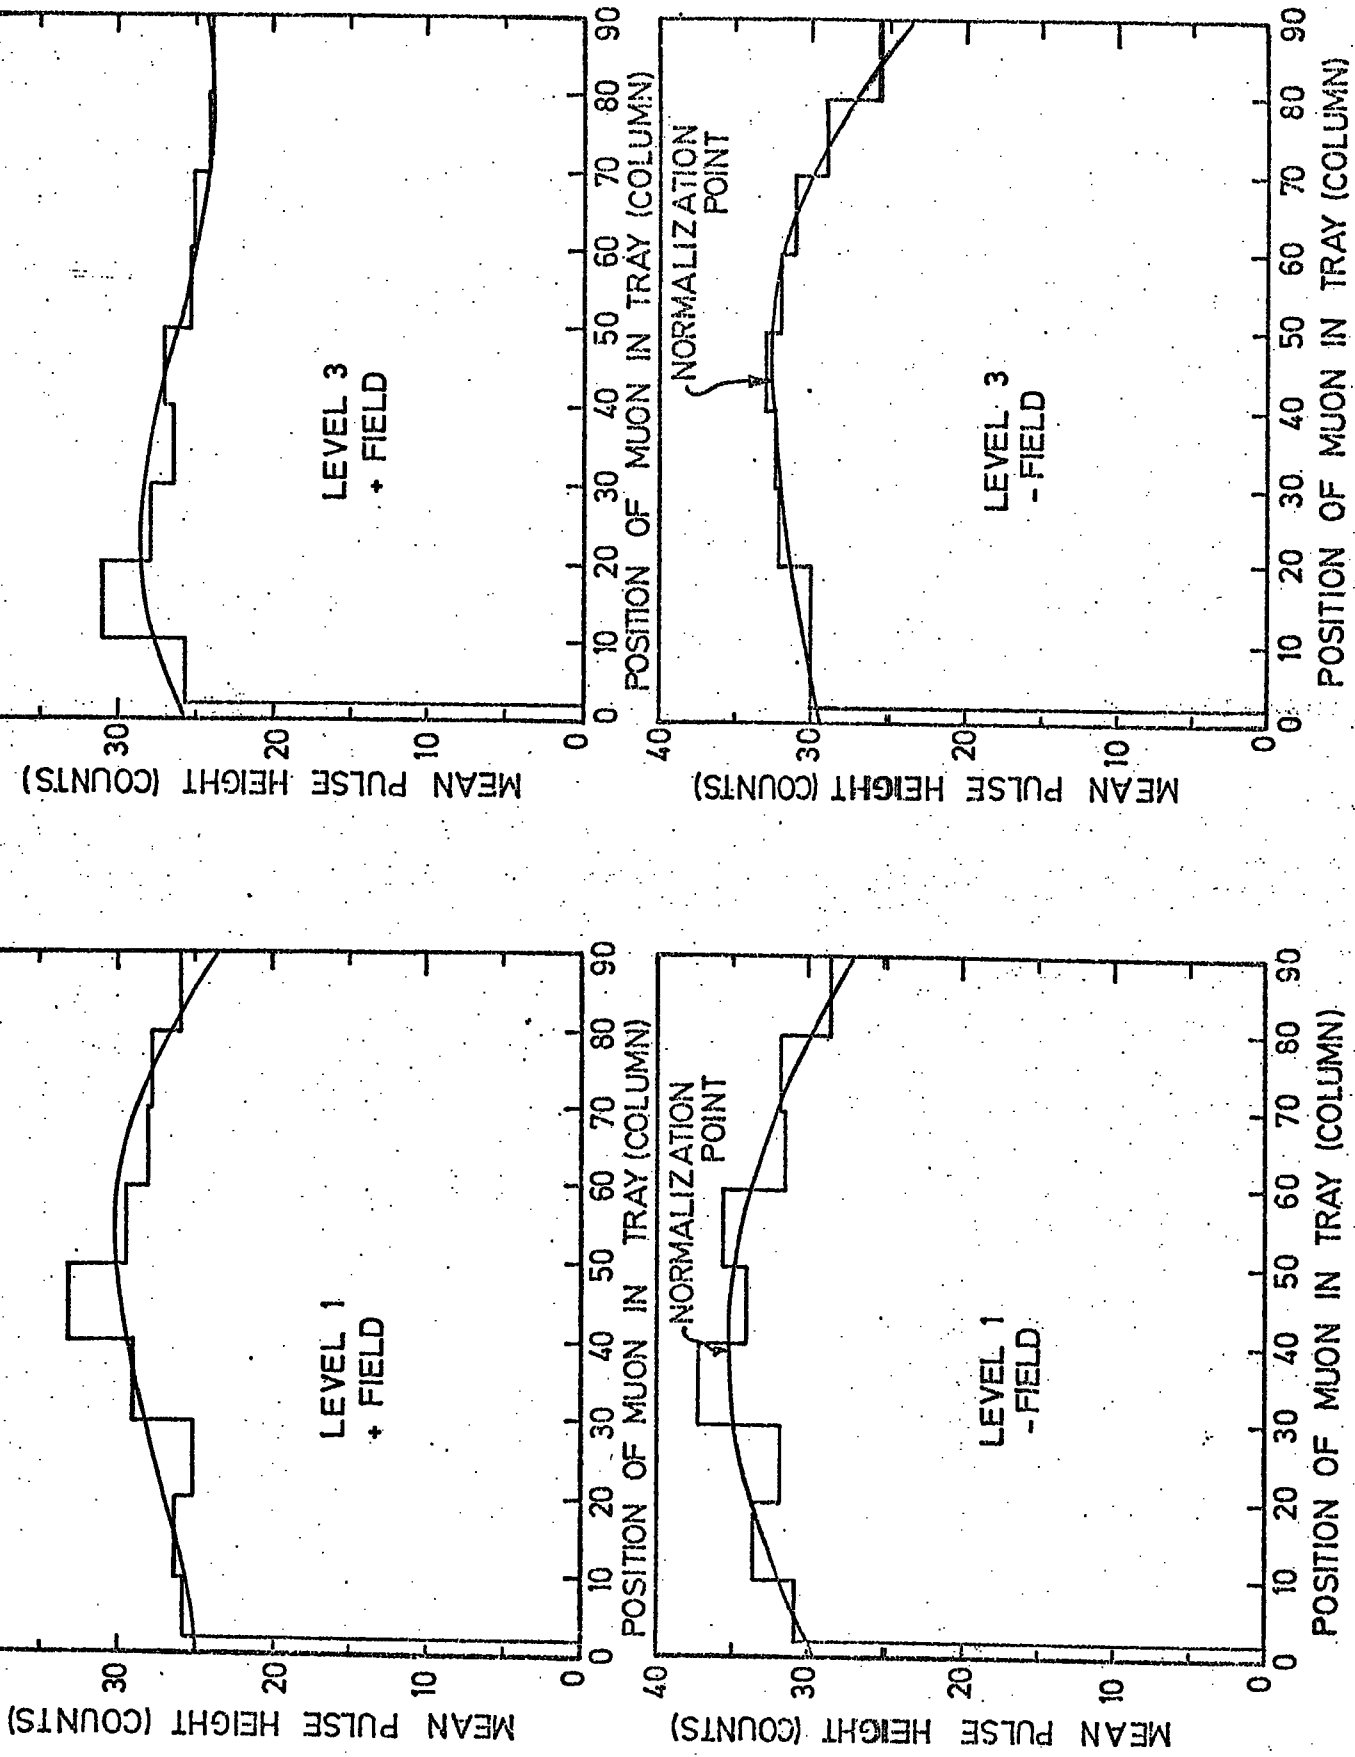 MEAN PULSE HEIGHT (COUNTS)
30
20
10
0
LEVEL 1
+ FIELD
0 10 20 30 40 50 60 70 80 90
POSITION OF MUON IN TRAY (COLUMN)
MEAN PULSE HEIGHT (COUNTS)
30
20
10
0
LEVEL 3
+ FIELD
0 10 20 30 40 50 60 70 80 90
POSITION OF MUON IN TRAY (COLUMN)
MEAN PULSE HEIGHT (COUNTS)
40
30
20
10
0
NORMALIZATION
POINT
LEVEL 1
- FIELD
0 10 20 30 40 50 60 70 80 90
POSITION OF MUON IN TRAY (COLUMN)
MEAN PULSE HEIGHT (COUNTS)
40
30
20
10
0
NORMALIZATION
POINT
LEVEL 3
- FIELD
0 10 20 30 40 50 60 70 80 90
POSITION OF MUON IN TRAY (COLUMN)